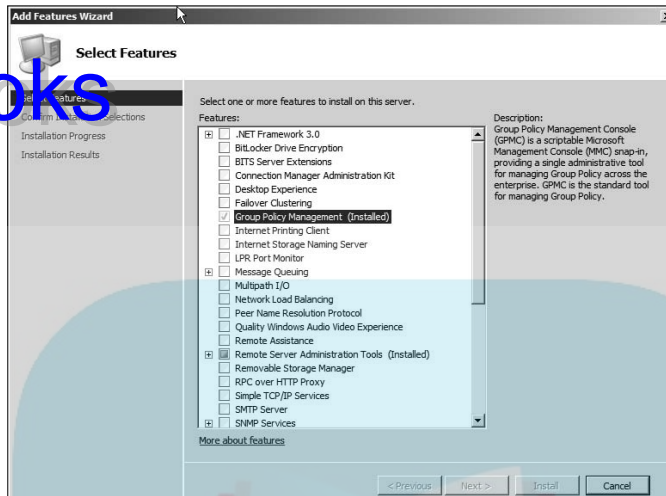 Add Features Wizard
Select Features
oks
Features
Selections
Installation Progress
Installation Results
Select one or more features to install on this server.
Features:
.NET Framework 3.0
BitLocker Drive Encryption
BITS Server Extensions
Connection Manager Administration Kit
Desktop Experience
Failover Clustering
Group Policy Management (Installed)
Internet Printing Client
Internet Storage Naming Server
LPR Port Monitor
Message Queuing
Multipath I/O
Network Load Balancing
Peer Name Resolution Protocol
Quality Windows Audio Video Experience
Remote Assistance
Remote Server Administration Tools (Installed)
Removable Storage Manager
RPC over HTTP Proxy
Simple TCP/IP Services
SMTP Server
SNMP Services
More about features
Description:
Group Policy Management Console
(GPMC) is a scriptable Microsoft
Management Console (MMC) snap-in,
providing a single administrative tool
for managing Group Policy across the
enterprise. GPMC is the standard tool
for managing Group Policy.
< Previous
Next >
Install
Cancel